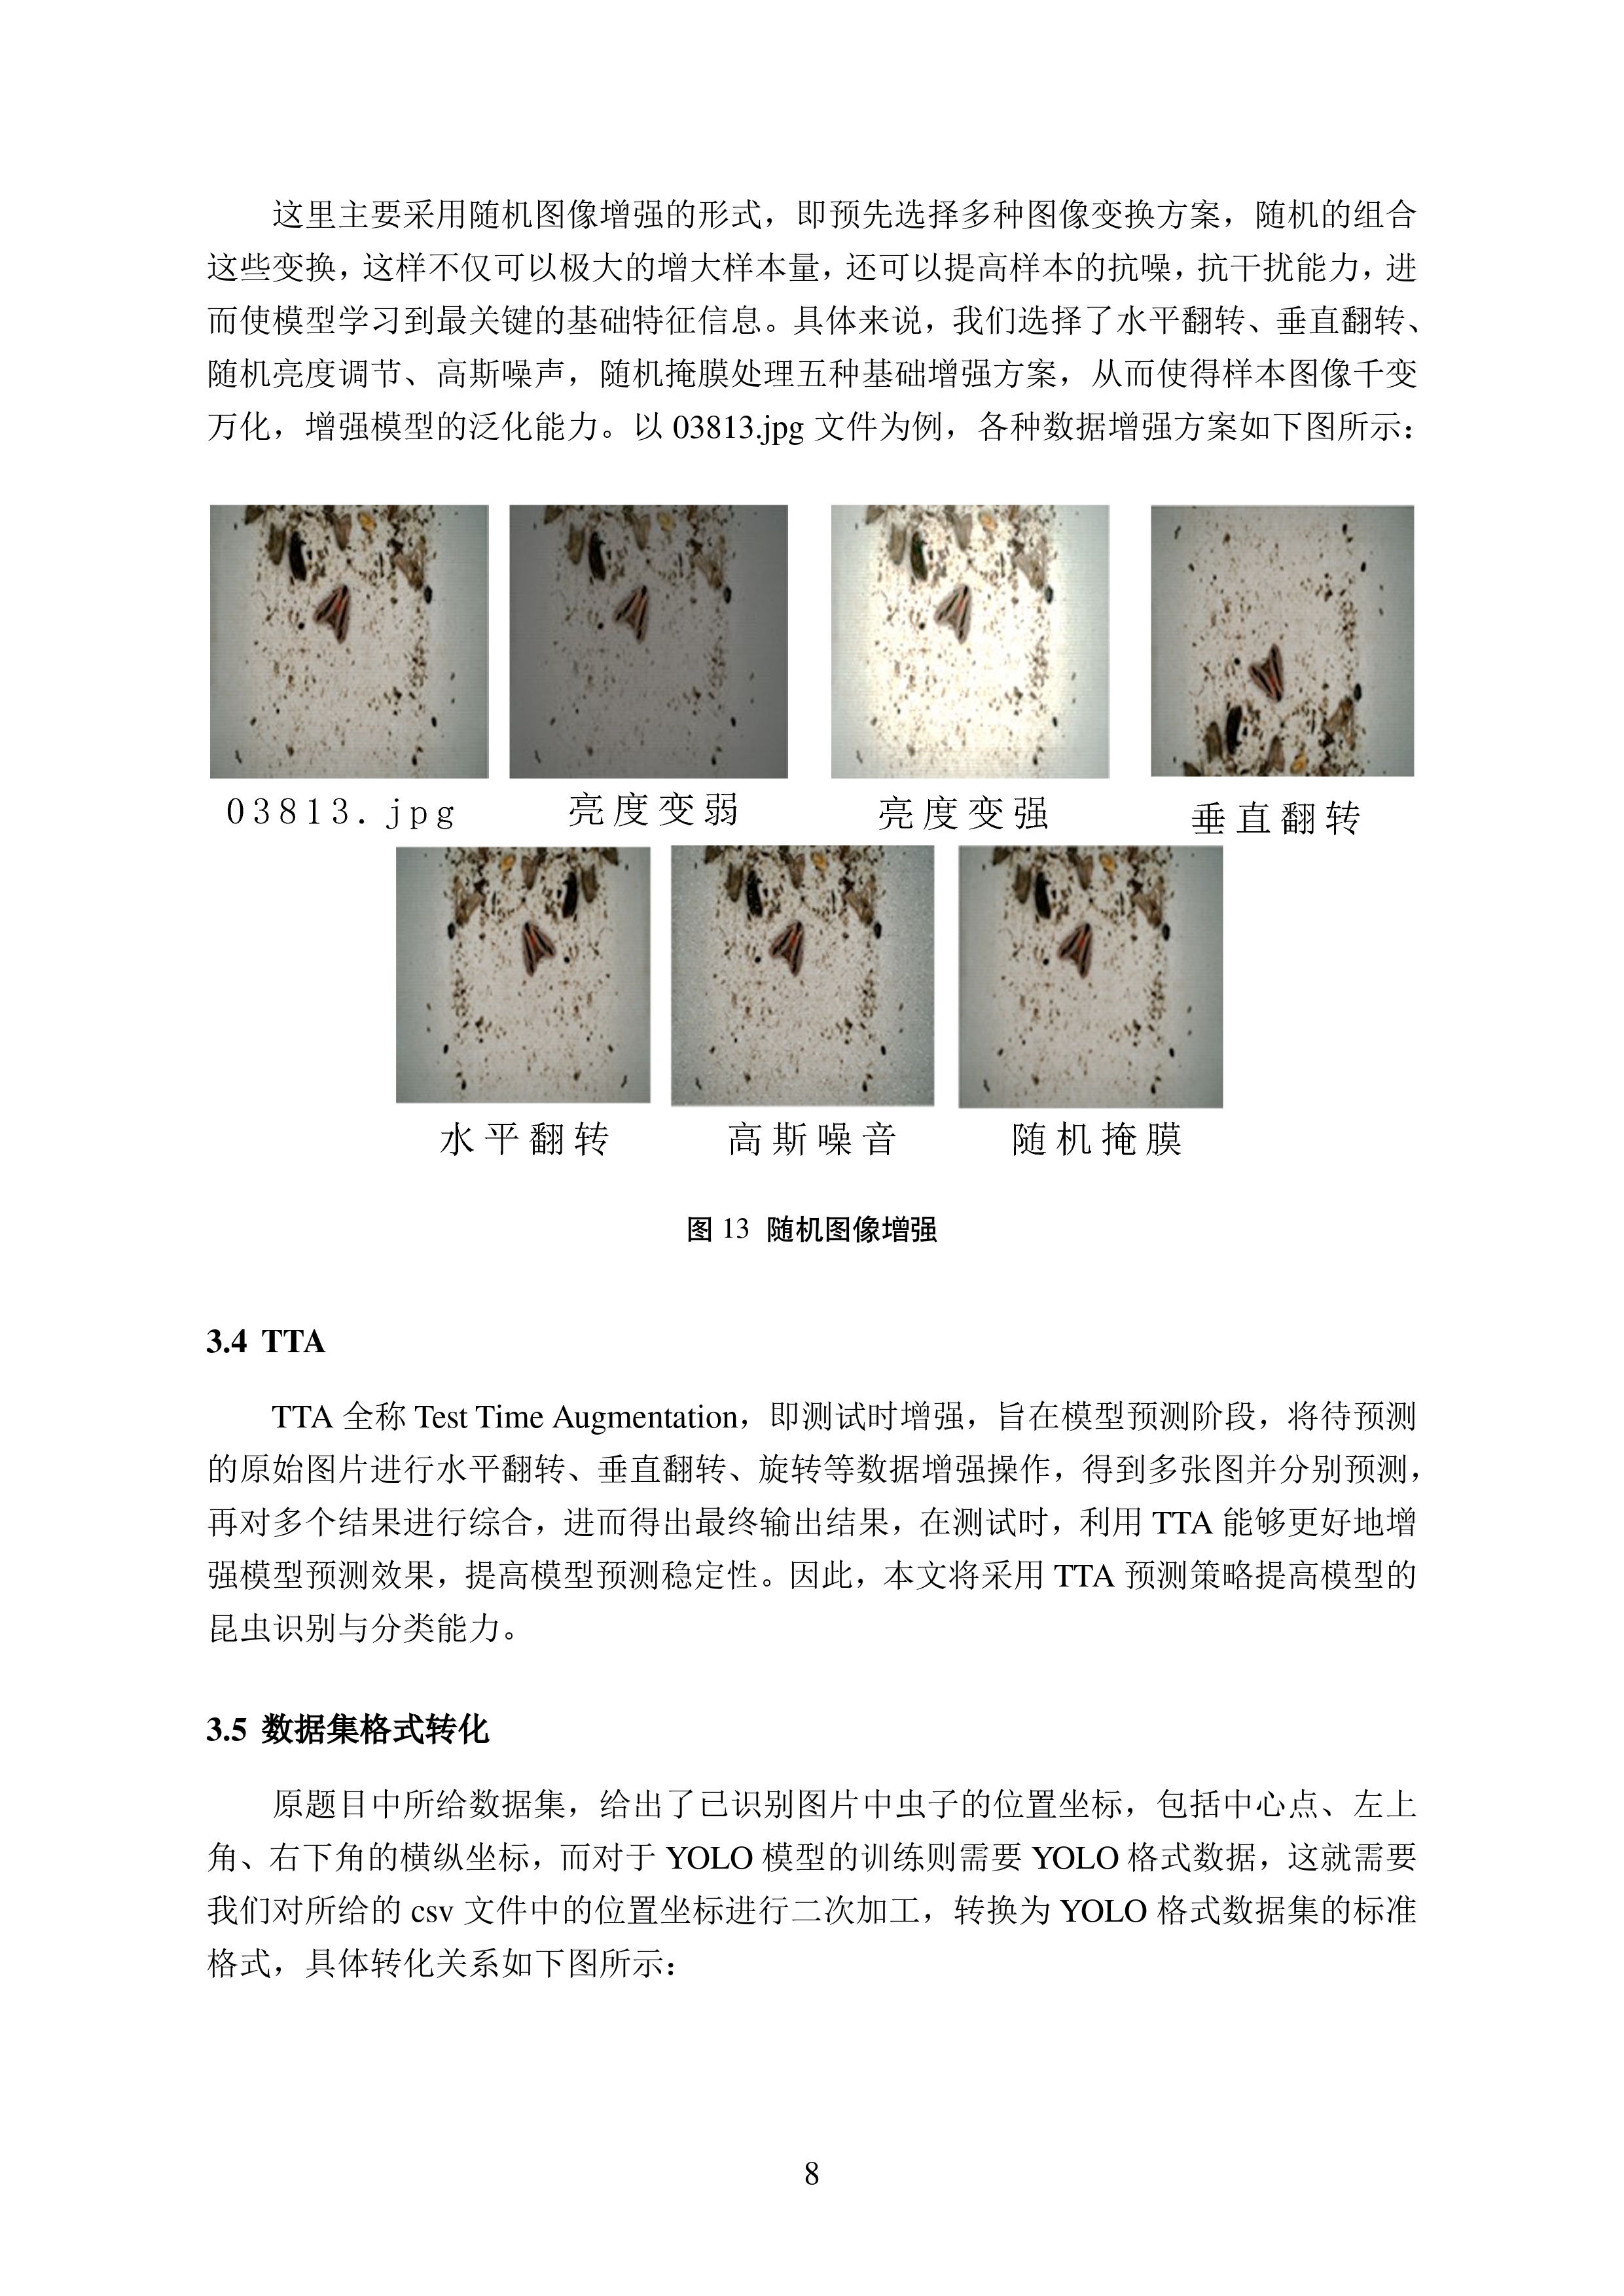 这里主要采用随机图像增强的形式，即预先选择多种图像变换方案，随机的组合
这些变换，这样不仅可以极大的增大样本量，还可以提高样本的抗噪，抗干扰能力，进
而使模型学习到最关键的基础特征信息。具体来说，我们选择了水平翻转、垂直翻转、
随机亮度调节、高斯噪声，随机掩膜处理五种基础增强方案，从而使得样本图像千变
万化，增强模型的泛化能力。以 03813.jpg 文件为例，各种数据增强方案如下图所示：
03813.jpg 亮度变弱 亮度变强 垂直翻转
水平翻转 高斯噪音 随机掩膜
图 13 随机图像增强
3.4 TTA
TTA 全称 Test Time Augmentation，即测试时增强，旨在模型预测阶段，将待预测
的原始图片进行水平翻转、垂直翻转、旋转等数据增强操作，得到多张图并分别预测，
再对多个结果进行综合，进而得出最终输出结果，在测试时，利用 TTA 能够更好地增
强模型预测效果，提高模型预测稳定性。因此，本文将采用 TTA 预测策略提高模型的
昆虫识别与分类能力。
3.5 数据集格式转化
原题目中所给数据集，给出了已识别图片中虫子的位置坐标，包括中心点、左上
角、右下角的横纵坐标，而对于 YOLO 模型的训练则需要 YOLO 格式数据，这就需要
我们对所给的 csv 文件中的位置坐标进行二次加工，转换为 YOLO 格式数据集的标准
格式，具体转化关系如下图所示：
8